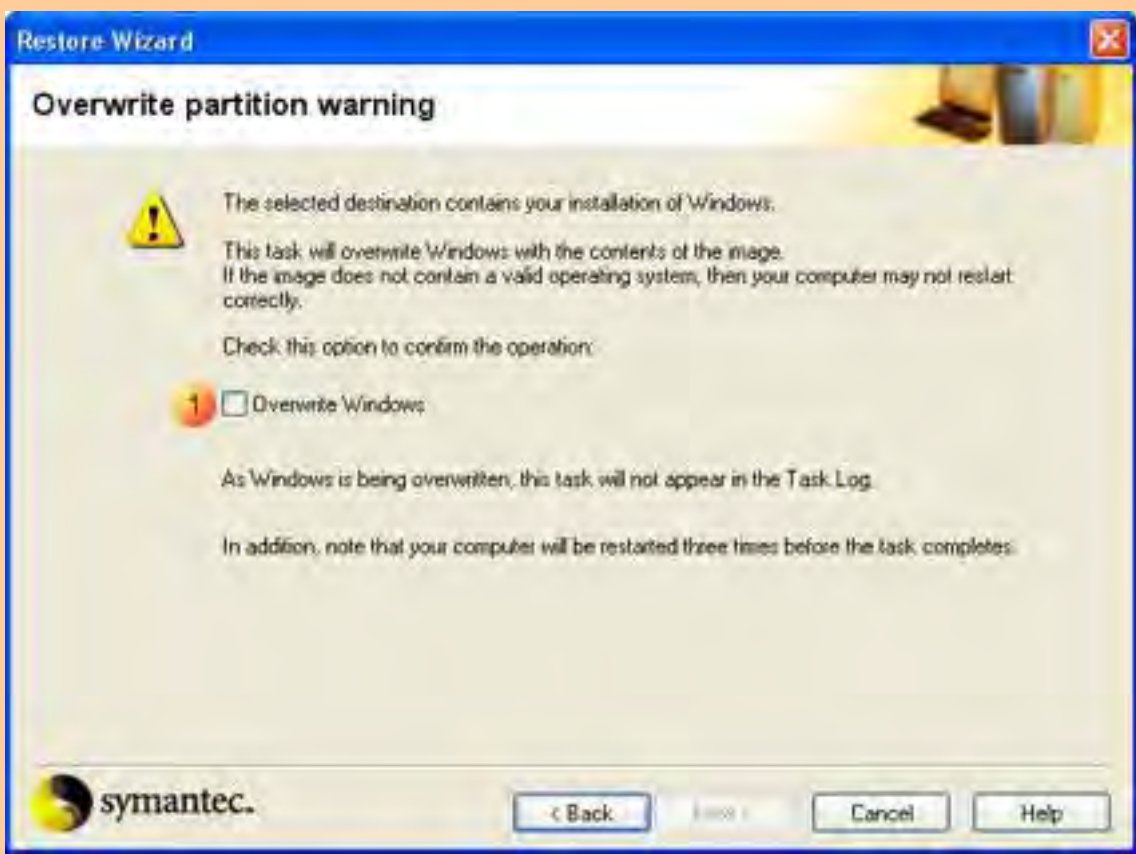 Restore Wizard
Overwrite partition warning
The selected destination contains your installation of Windows.
This task will overwrite Windows with the contents of the image.
If the image does not contain a valid operating system, then your computer may not restart
correctly.
Check this option to confirm the operation:
1 Overwrite Windows
As Windows is being overwritten, this task will not appear in the Task Log.
In addition, note that your computer will be restarted three times before the task completes.
symantec.
< Back Next > Cancel Help